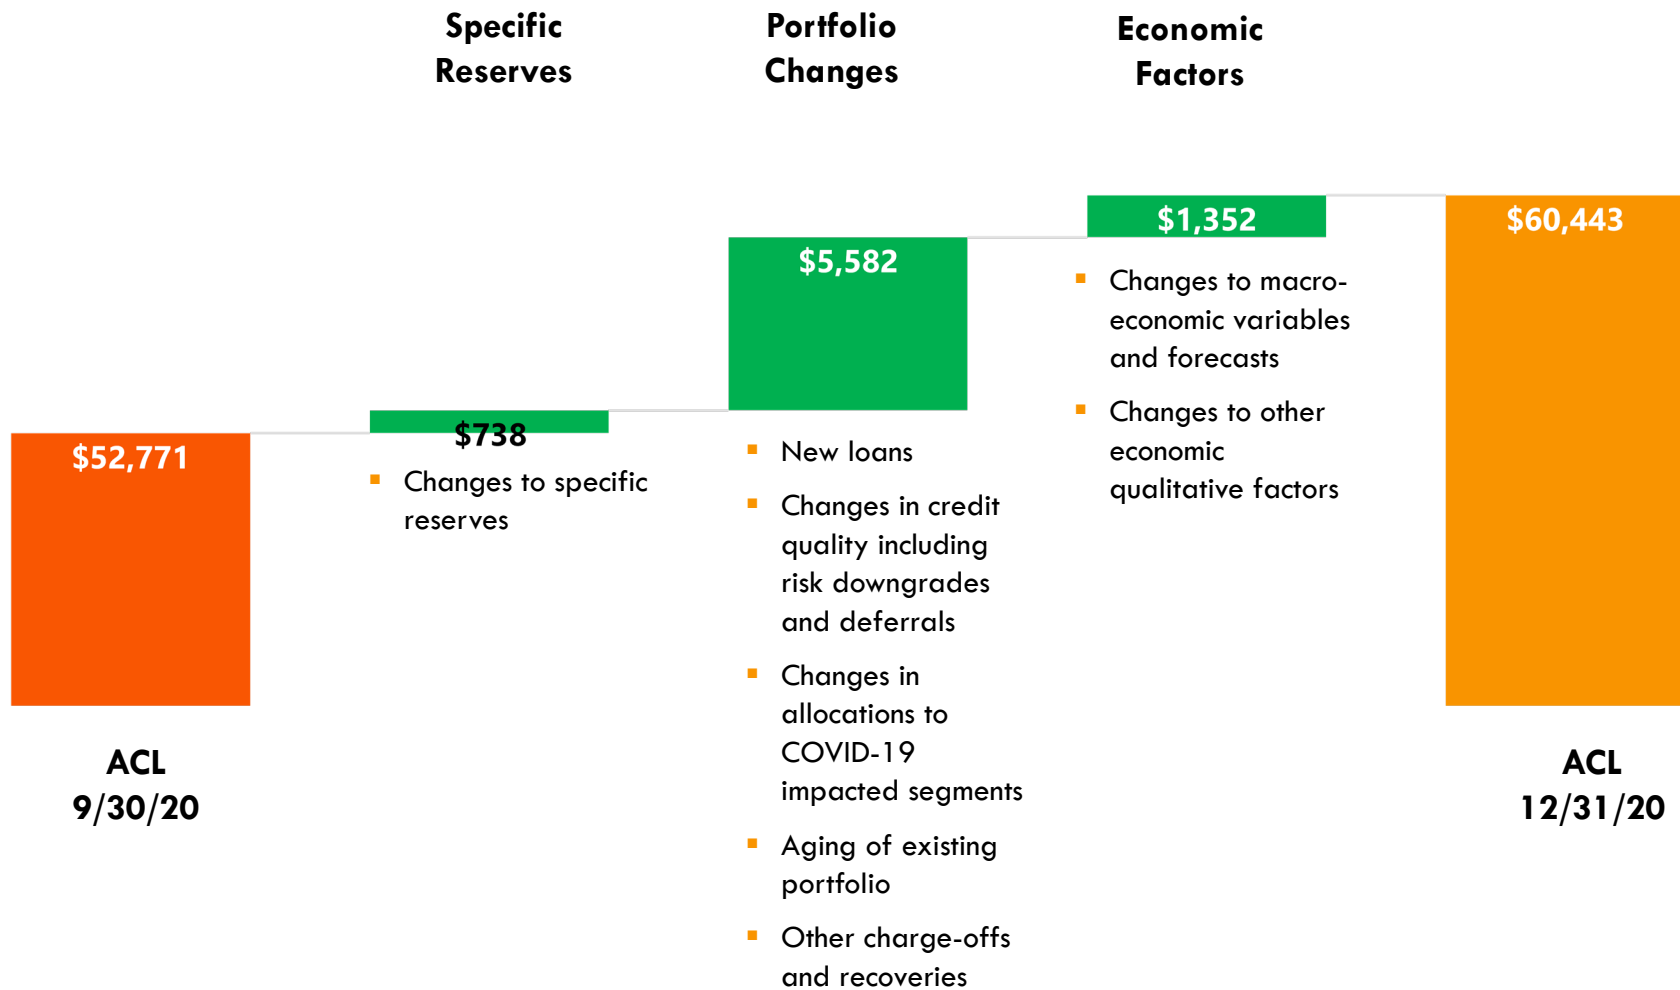 Specific
Reserves
Portfolio
Changes
Economic
Factors
$52,771
ACL
9/30/20
$738
▪ Changes to specific
reserves
$5,582
▪ New loans
▪ Changes in credit
quality including
risk downgrades
and deferrals
▪ Changes in
allocations to
COVID-19
impacted segments
▪ Aging of existing
portfolio
▪ Other charge-offs
and recoveries
$1,352
▪ Changes to macro-
economic variables
and forecasts
▪ Changes to other
economic
qualitative factors
$60,443
ACL
12/31/20